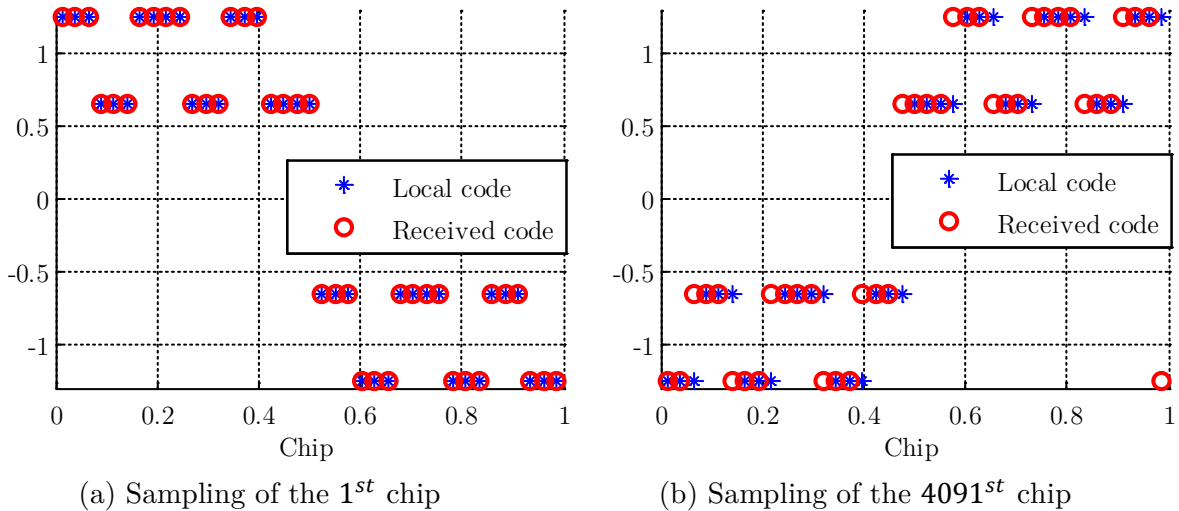 1
0.5
0
-0.5
-1
0
0.2
0.4
0.6
0.8
1
Chip
Local code
Received code
(a) Sampling of the 1st chip
1
0.5
0
-0.5
-1
0
0.2
0.4
0.6
0.8
1
Chip
Local code
Received code
(b) Sampling of the 4091st chip